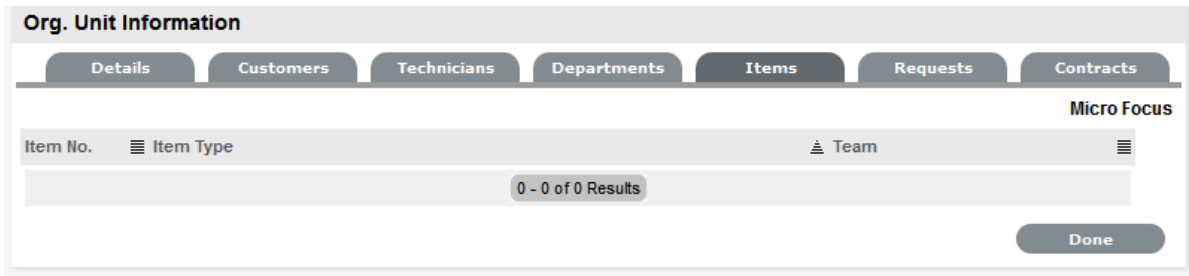 Org. Unit Information
Details Customers Technicians Departments Items Requests Contracts
Micro Focus
Item No. Item Type Team
0 - 0 of 0 Results
Done